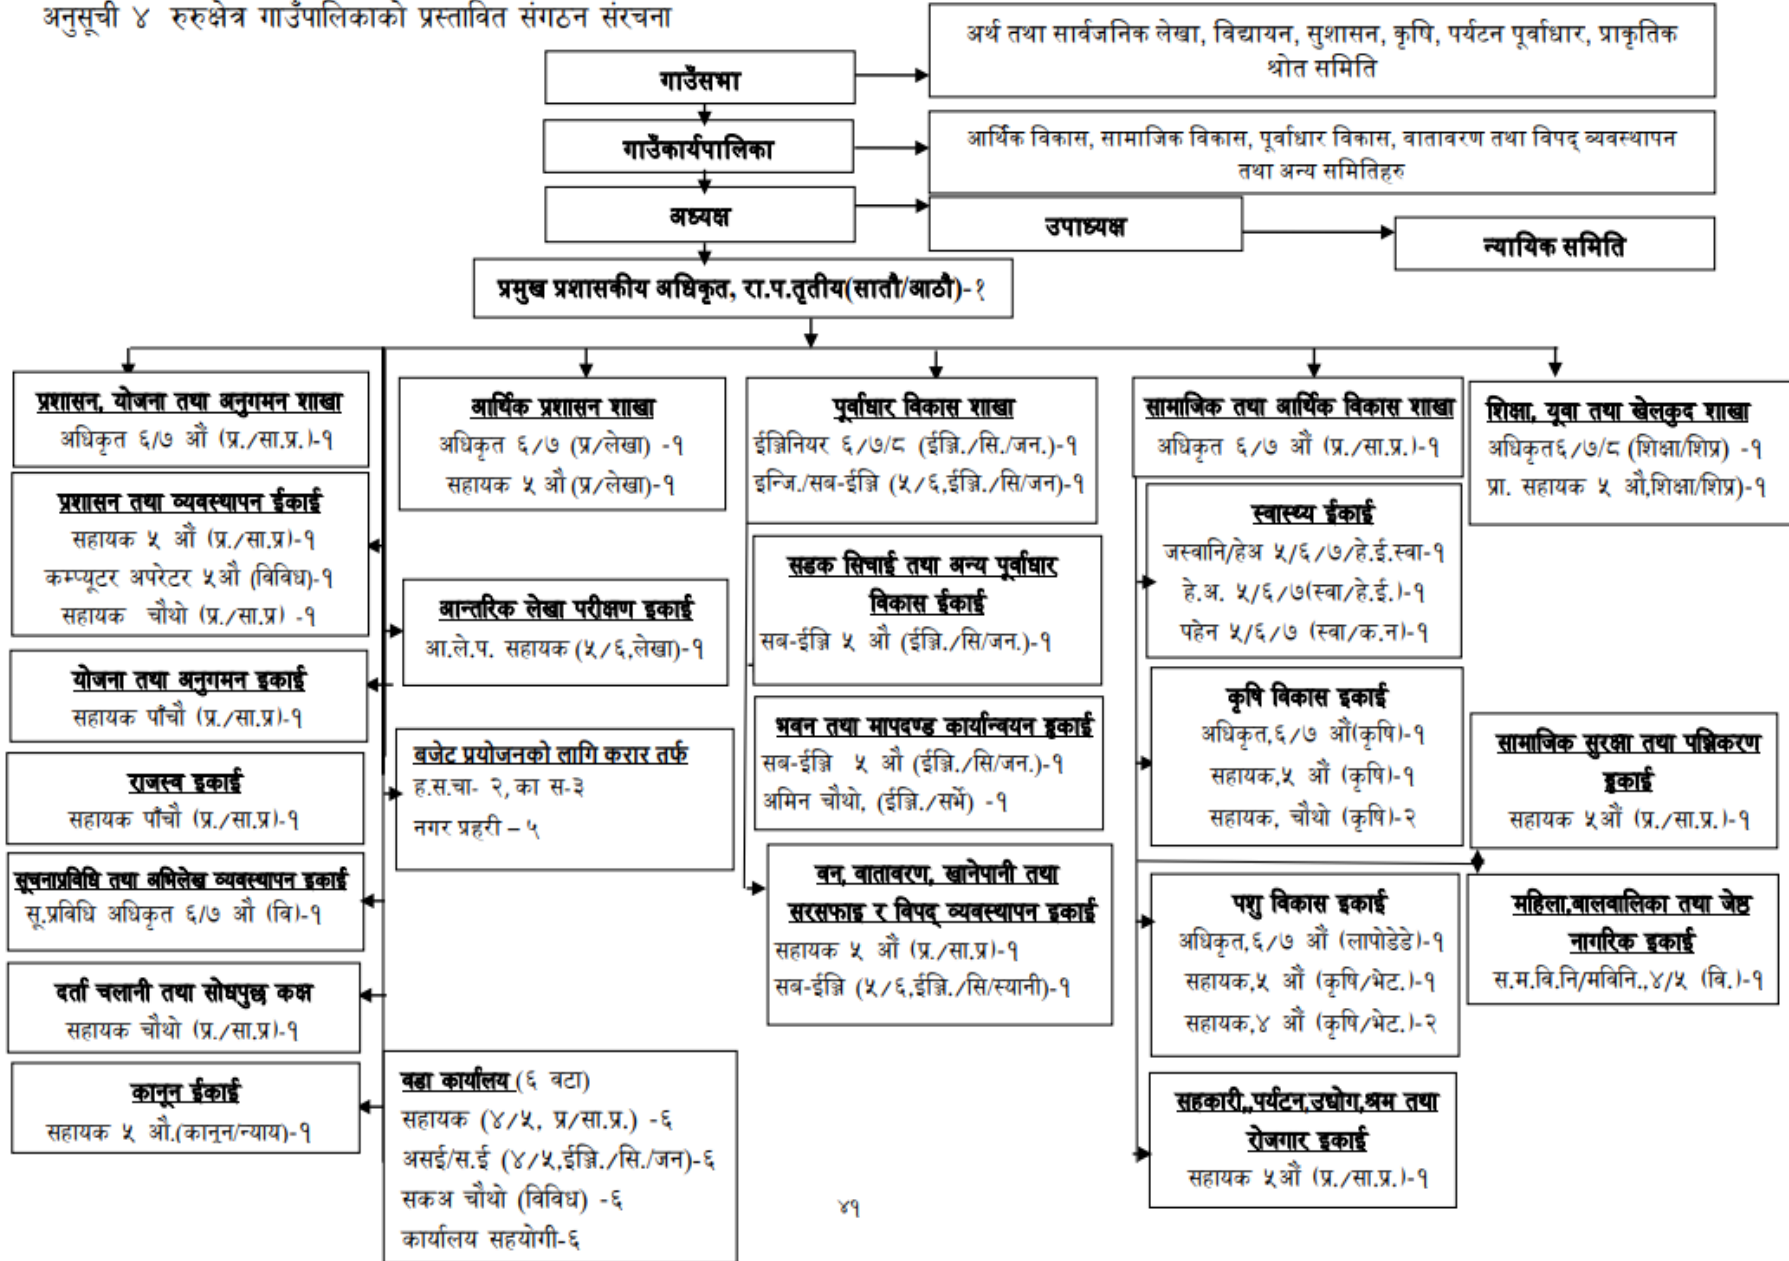 अनुसूची ४ रुरुक्षेत्र गाउँपालिकाको प्रस्तावित संगठन संरचना
गाउँसभा
अर्थ तथा सार्वजनिक लेखा, विद्यायन, सुशासन, कृषि, पर्यटन पूर्वाधार, प्राकृतिक
श्रोत समिति
गाउँकार्यपालिका
आर्थिक विकास, सामाजिक विकास, पूर्वाधार विकास, वातावरण तथा विपद् व्यवस्थापन
तथा अन्य समितिहरु
अध्यक्ष
उपाध्यक्ष
न्यायिक समिति
प्रमुख प्रशासकीय अधिकृत, रा.प.तृतीय(सातौ/आठौ)-१
प्रशासन, योजना तथा अनुगमन शाखा
अधिकृत ६/७ औं (प्र./सा.प्र.)-१
प्रशासन तथा व्यवस्थापन ईकाई
सहायक ५ औं (प्र./सा.प्र)-१
कम्प्यूटर अपरेटर ५औ (विविध)-१
सहायक चौथो (प्र./सा.प्र) -१
योजना तथा अनुगमन इकाई
सहायक पाँचौ (प्र./सा.प्र)-१
राजस्व इकाई
सहायक पाँचौ (प्र./सा.प्र)-१
सूचनाप्रविधि तथा अभिलेख व्यवस्थापन इकाई
सू.प्रविधि अधिकृत ६/७ औ (वि)-१
दर्ता चलानी तथा सोधपुछ कक्ष
सहायक चौथो (प्र./सा.प्र)-१
कानून ईकाई
सहायक ५ औ.(कानून/न्याय)-१
आर्थिक प्रशासन शाखा
अधिकृत ६/७ (प्र/लेखा) -१
सहायक ५ औ (प्र/लेखा)-१
आन्तरिक लेखा परीक्षण इकाई
आ.ले.प. सहायक (५/६,लेखा)-१
बजेट प्रयोजनको लागि करार तर्फ
ह.स.चा- २, का स-३
नगर प्रहरी – ५
वडा कार्यालय (६ वटा)
सहायक (४/५, प्र/सा.प्र.) -६
असई/स.ई (४/५,ईञ्जि./सि./जन)-६
सकअ चौथो (विविध) -६
कार्यालय सहयोगी-६
पूर्वाधार विकास शाखा
ईञ्जिनियर ६/७/८ (ईञ्जि./सि./जन.)-१
इन्जि./सब-ईञ्जि (५/६,ईञ्जि./सि/जन)-१
सडक सिचाई तथा अन्य पूर्वाधार
विकास ईकाई
सब-ईञ्जि ५ औ (ईञ्जि./सि/जन.)-१
भवन तथा मापदण्ड कार्यान्वयन इकाई
सब-ईञ्जि ५ औ (ईञ्जि./सि/जन.)-१
अमिन चौथो, (ईञ्जि./सर्भे) -१
वन, वातावरण, खानेपानी तथा
सरसफाइ र विपद् व्यवस्थापन इकाई
सहायक ५ औं (प्र./सा.प्र)-१
सब-ईञ्जि (५/६,ईञ्जि./सि/स्यानी)-१
सामाजिक तथा आर्थिक विकास शाखा
अधिकृत ६/७ औं (प्र./सा.प्र.)-१
स्वास्थ्य ईकाई
जस्वानि/हेअ ५/६/७/हे.ई.स्वा-१
हे.अ. ५/६/७(स्वा/हे.ई.)-१
पहेन ५/६/७ (स्वा/क.न)-१
कृषि विकास इकाई
अधिकृत,६/७ औं(कृषि)-१
सहायक,५ औं (कृषि)-१
सहायक, चौथो (कृषि)-२
पशु विकास इकाई
अधिकृत,६/७ औं (लापोडेडे)-१
सहायक,५ औं (कृषि/भेट.)-१
सहायक,४ औं (कृषि/भेट.)-२
सहकारी,,पर्यटन,उद्योग,श्रम तथा
रोजगार इकाई
सहायक ५औं (प्र./सा.प्र.)-१
शिक्षा, यूवा तथा खेलकुद शाखा
अधिकृत६/७/८ (शिक्षा/शिप्र) -१
प्रा. सहायक ५ औ,शिक्षा/शिप्र)-१
सामाजिक सुरक्षा तथा पञ्जिकरण
इकाई
सहायक ५औं (प्र./सा.प्र.)-१
महिला,बालवालिका तथा जेष्ठ
नागरिक इकाई
स.म.वि.नि/मविनि.,४/५ (वि.)-१
४१